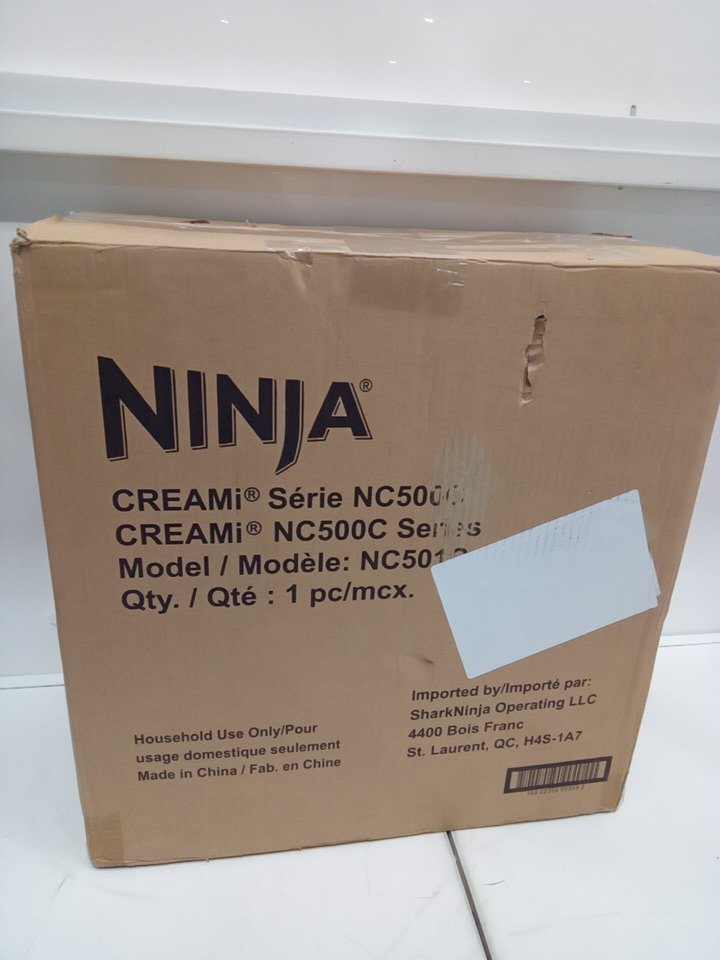 NINJA®
CREAMi® Série NC500C
CREAMi® NC500C Series
Model / Modèle: NC501C
Qty. / Qté : 1 pc/mcx.
Household Use Only/Pour
usage domestique seulement
Made in China / Fab. en Chine
Imported by/Importé par:
SharkNinja Operating LLC
4400 Bois Franc
St. Laurent, QC, H4S-1A7